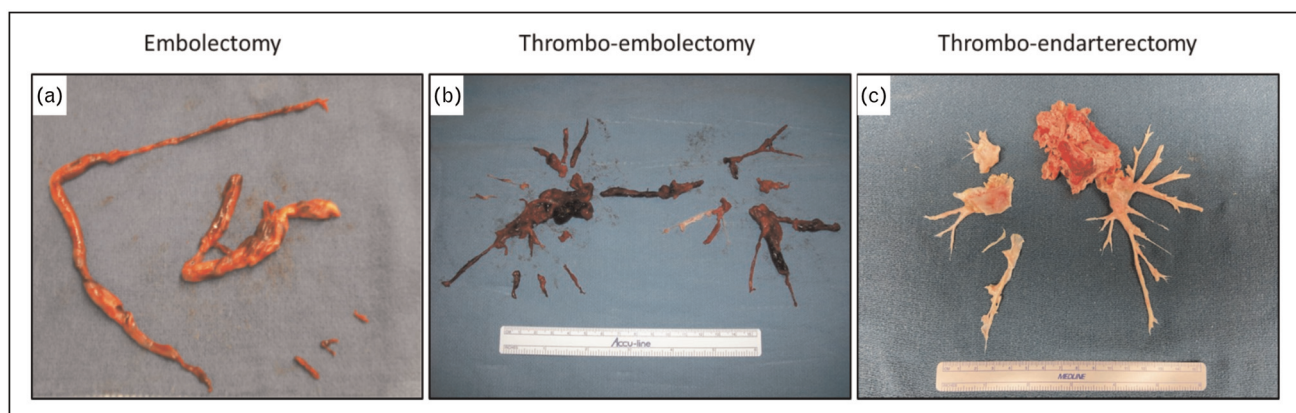 Embolectomy
Thrombo-embolectomy
Thrombo-endarterectomy
(a)
(b)
(c)
Accu-line
MEDLINE